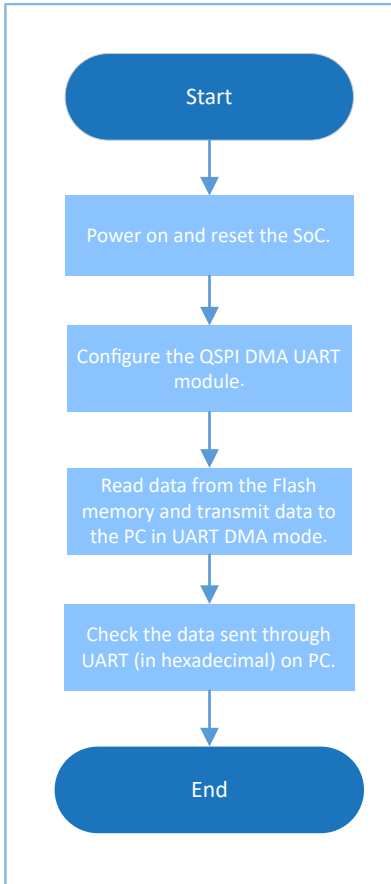 Start
Power on and reset the SoC.
Configure the QSPI DMA UART
module.
Read data from the Flash
memory and transmit data to
the PC in UART DMA mode.
Check the data sent through
UART (in hexadecimal) on PC.
End